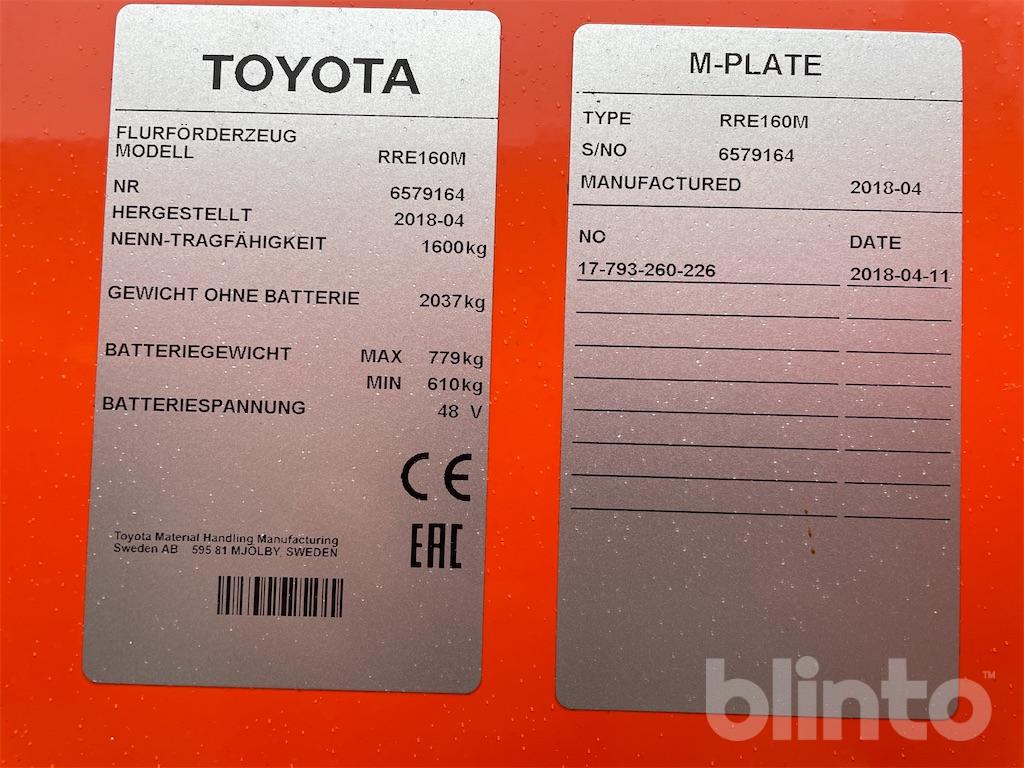 TOYOTA
FLURFÖRDERZEUG
MODELL RRE160M
NR 6579164
HERGESTELLT 2018-04
NENN-TRAGFÄHIGKEIT 1600kg
GEWICHT OHNE BATTERIE 2037kg
BATTERIEGEWICHT MAX 779kg
MIN 610kg
BATTERIESPANNUNG 48 V
CE
EAC
Toyota Material Handling Manufacturing
Sweden AB 595 81 MJÖLBY, SWEDEN
M-PLATE
TYPE RRE160M
S/NO 6579164
MANUFACTURED 2018-04
NO DATE
17-793-260-226 2018-04-11
blinto™